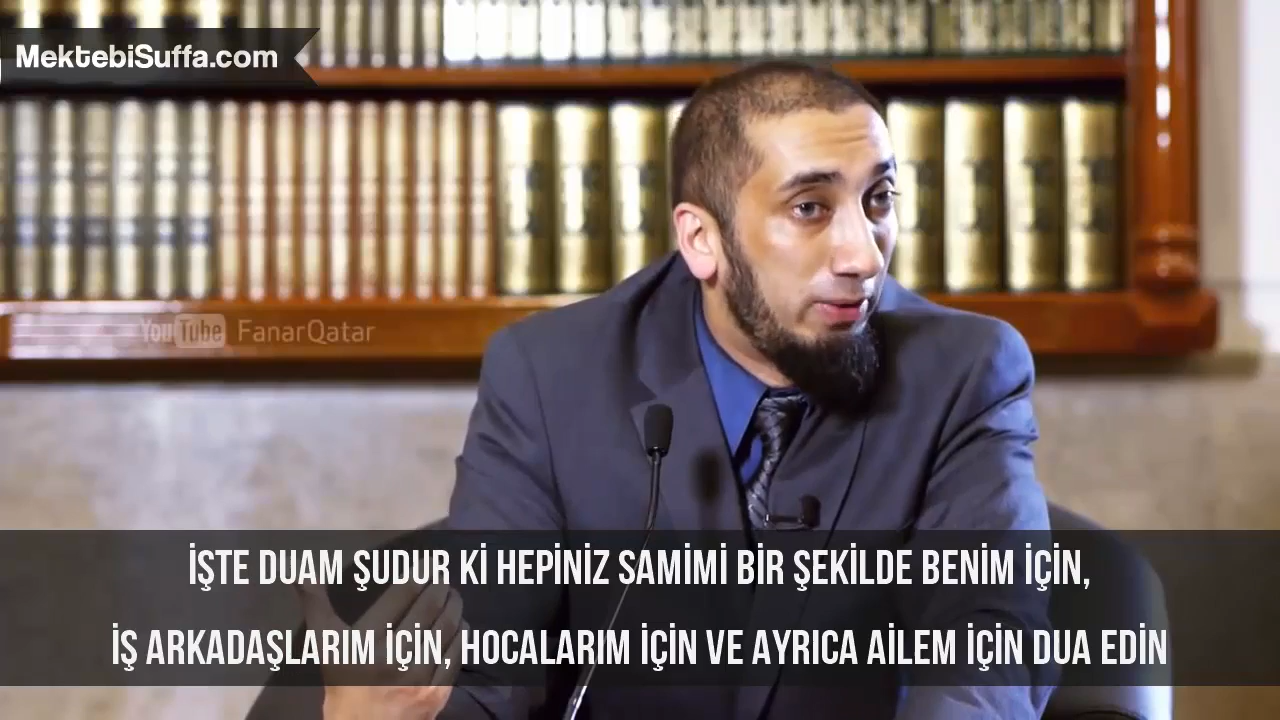 MektebiSuffa.com
YouTube FanarQatar
İŞTE DUAM ŞUDUR Kİ HEPİNİZ SAMİMİ BİR ŞEKİLDE BENİM İÇİN,
İŞ ARKADAŞLARIM İÇİN, HOCALARIM İÇİN VE AYRICA AİLEM İÇİN DUA EDİN